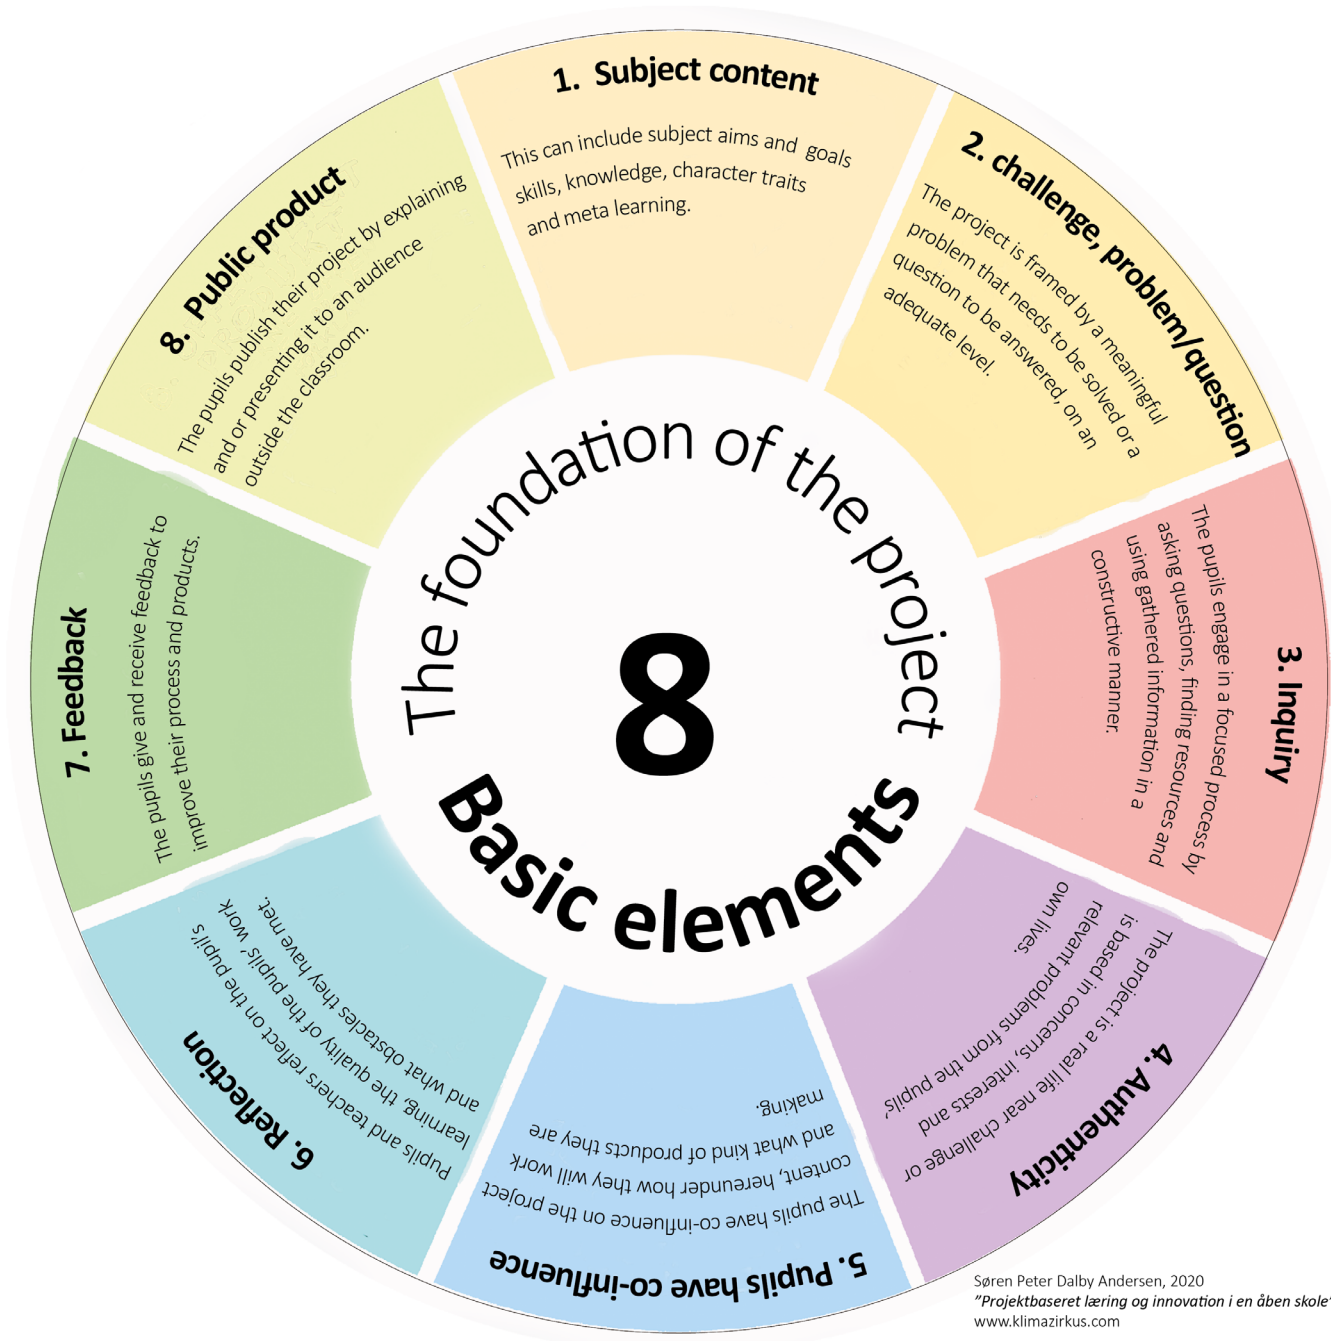 The foundation of the project
8
Basic elements
1. Subject content
This can include subject aims and goals
skills, knowledge, character traits
and meta learning.
2. challenge, problem/question
The project is framed by a meaningful
problem that needs to be solved or a
question to be answered, on an
adequate level.
3. Inquiry
The pupils engage in a focused process by
asking questions, finding resources and
using gathered information in a
constructive manner.
4. Authenticity
The project is a real life near challenge or
is based in concerns, interests and
relevant problems from the pupils'
own lives.
5. Pupils have co-influence
The pupils have co-influence on the project
content, hereunder how they will work
and what kind of products they are
making.
6. Reflection
Pupils and teachers reflect on the pupil's
learning, the quality of the pupils' work
and what obstacles they have met.
7. Feedback
The pupils give and receive feedback to
improve their process and products.
8. Public product
The pupils publish their project by explaining
and or presenting it to an audience
outside the classroom.
Søren Peter Dalby Andersen, 2020
"Projektbaseret læring og innovation i en åben skole"
www.klimazirkus.com